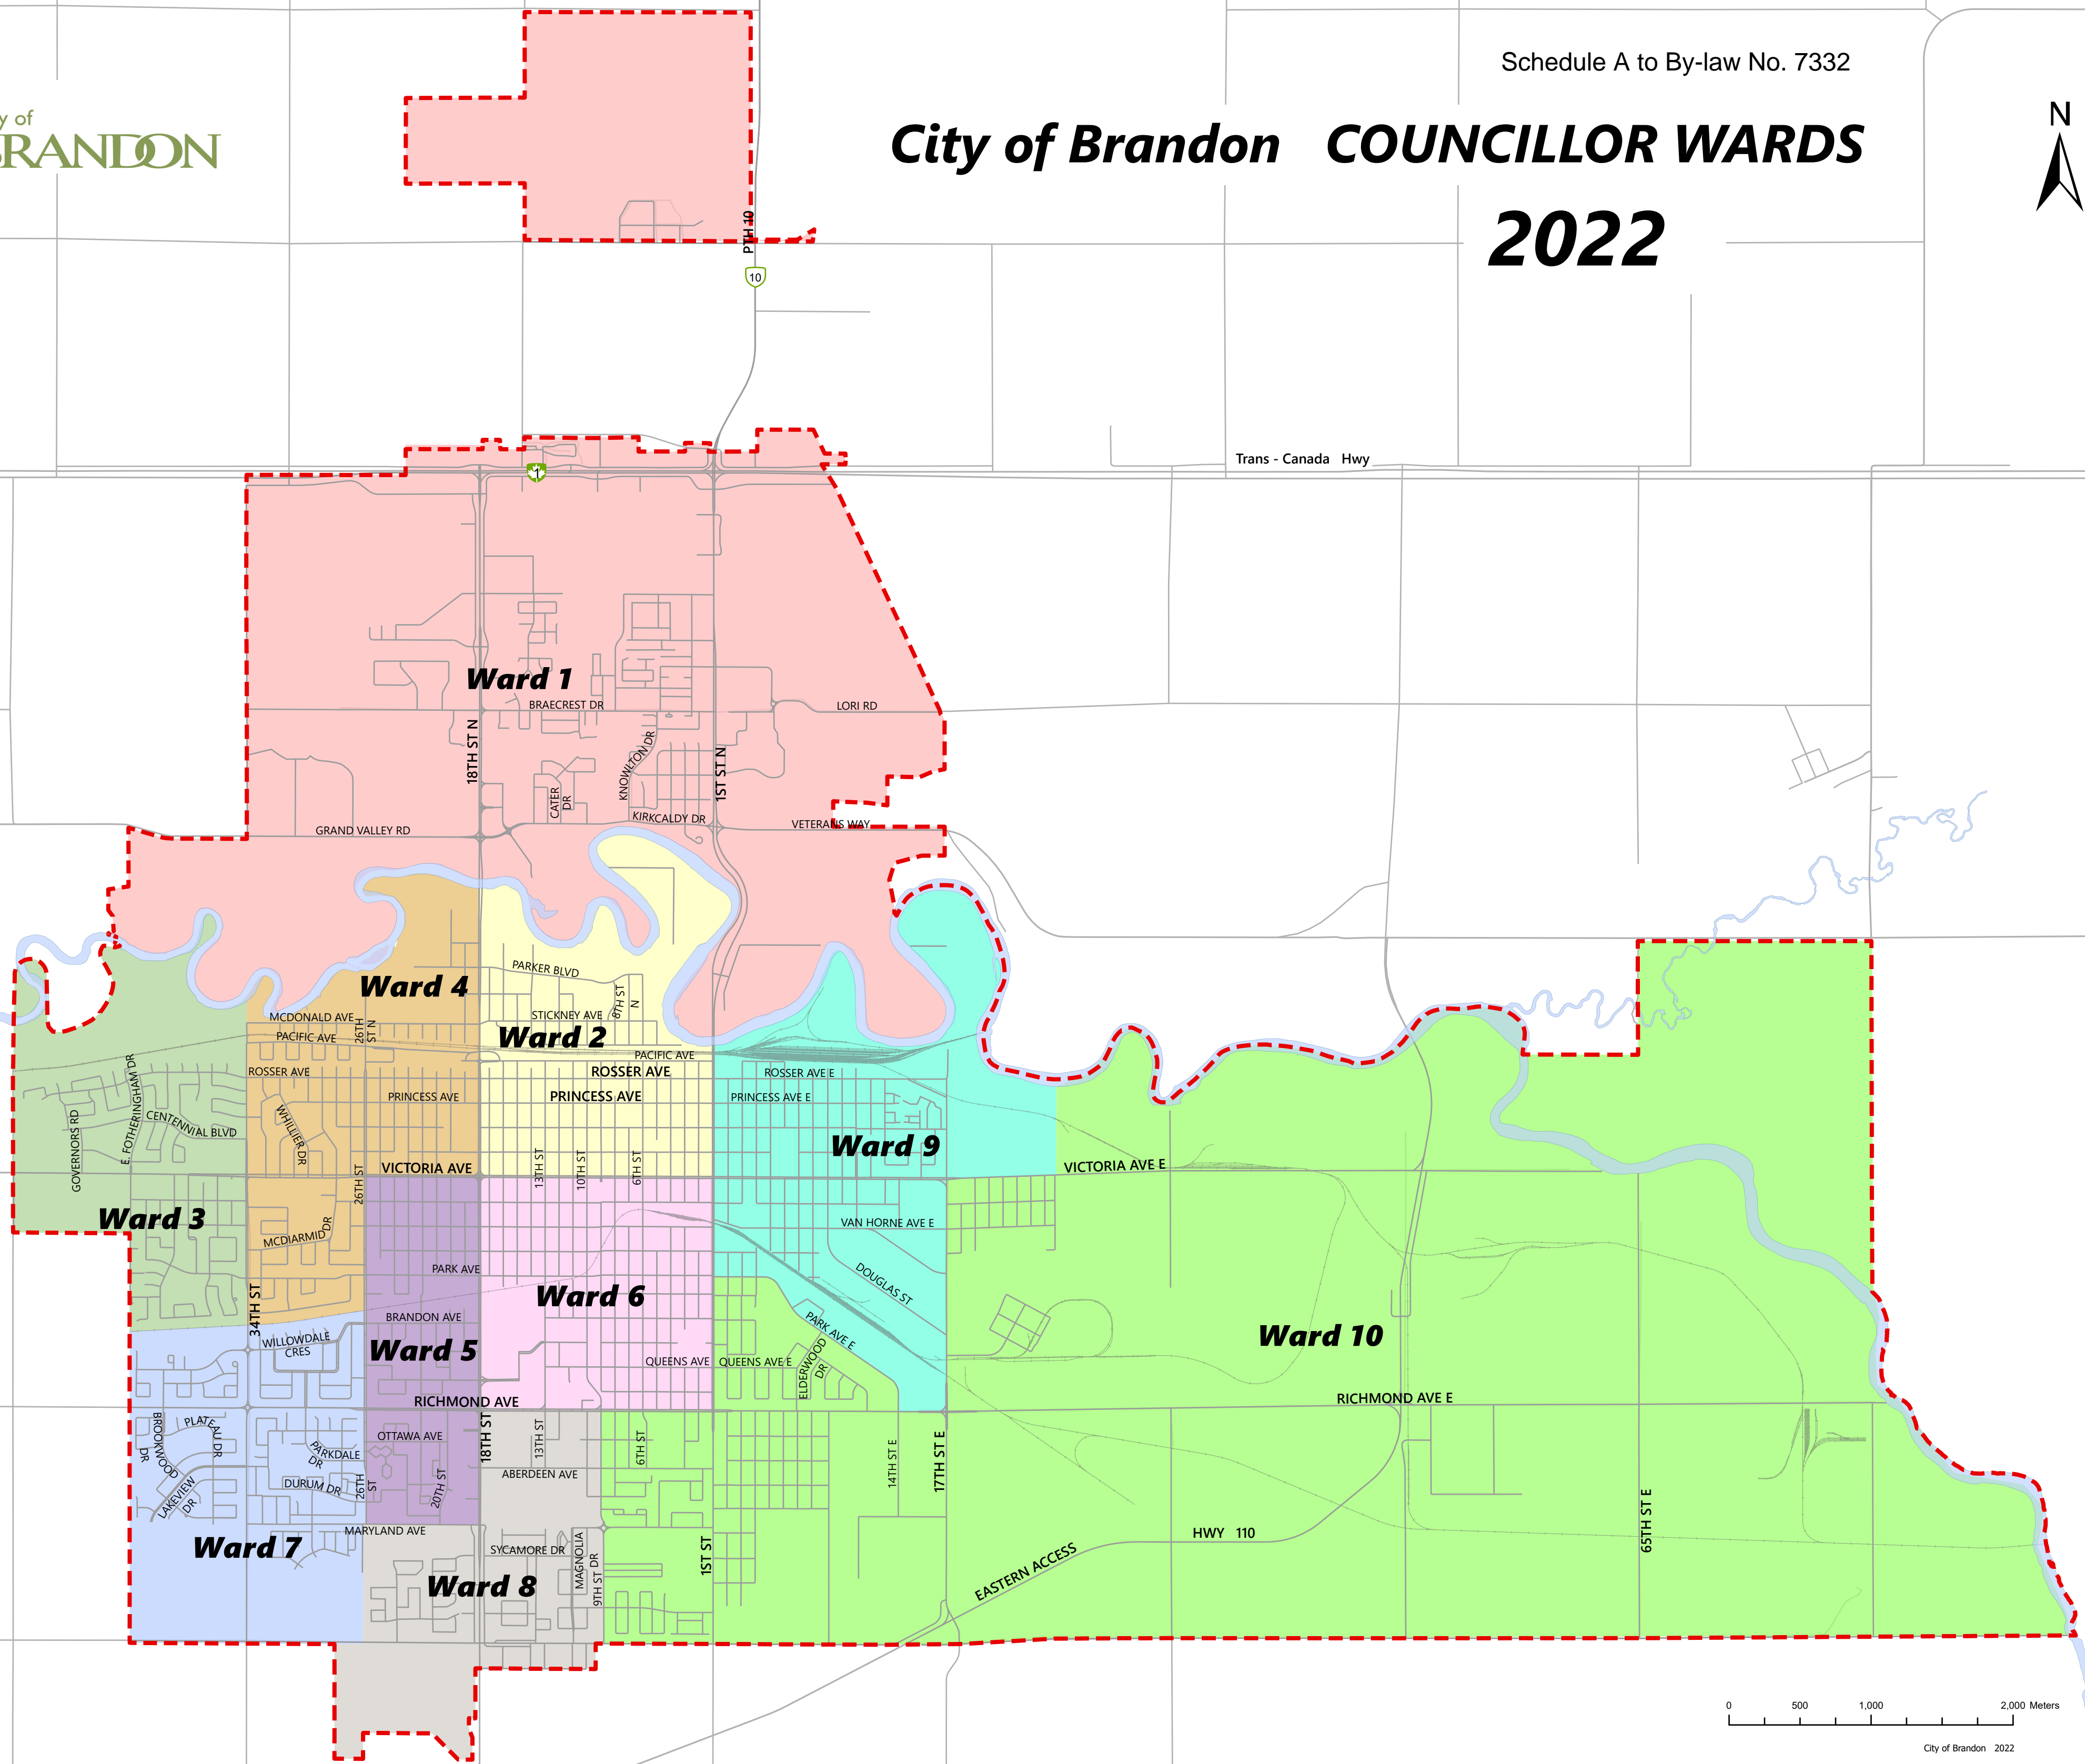 Schedule A to By-law No. 7332
y of
BRANDON
City of Brandon COUNCILLOR WARDS
2022
N
PTH 10
10
Trans - Canada Hwy
1
Ward 1
BRAECREST DR
LORI RD
18TH ST N
KNOWLTON DR
1ST ST N
CATER
DR
KIRKCALDY DR
VETERANS WAY
GRAND VALLEY RD
Ward 4
PARKER BLVD
8TH ST
N
MCDONALD AVE
26TH
ST N
STICKNEY AVE
PACIFIC AVE
Ward 2
PACIFIC AVE
ROSSER AVE
ROSSER AVE
ROSSER AVE E
PRINCESS AVE
PRINCESS AVE
PRINCESS AVE E
GOVERNORS RD
E. FOTHERINGHAM DR
CENTENNIAL BLVD
WHILLIER DR
Ward 9
VICTORIA AVE
VICTORIA AVE E
26TH ST
13TH ST
10TH ST
6TH ST
Ward 3
MCDIARMID DR
VAN HORNE AVE E
PARK AVE
DOUGLAS ST
34TH ST
Ward 6
BRANDON AVE
PARK AVE E
WILLOWDALE
CRES
Ward 5
Ward 10
QUEENS AVE
QUEENS AVE E
ELDERWOOD
DR
RICHMOND AVE
RICHMOND AVE E
BROOKWOOD
DR
PLATEAU DR
OTTAWA AVE
18TH ST
13TH ST
6TH ST
PARKDALE
DR
14TH ST E
17TH ST E
ABERDEEN AVE
LAKEVIEW
DR
DURUM DR
26TH
ST
20TH ST
65TH ST E
MARYLAND AVE
HWY 110
Ward 7
SYCAMORE DR
MAGNOLIA
9TH ST DR
1ST ST
EASTERN ACCESS
Ward 8
0 500 1,000 2,000 Meters
City of Brandon 2022